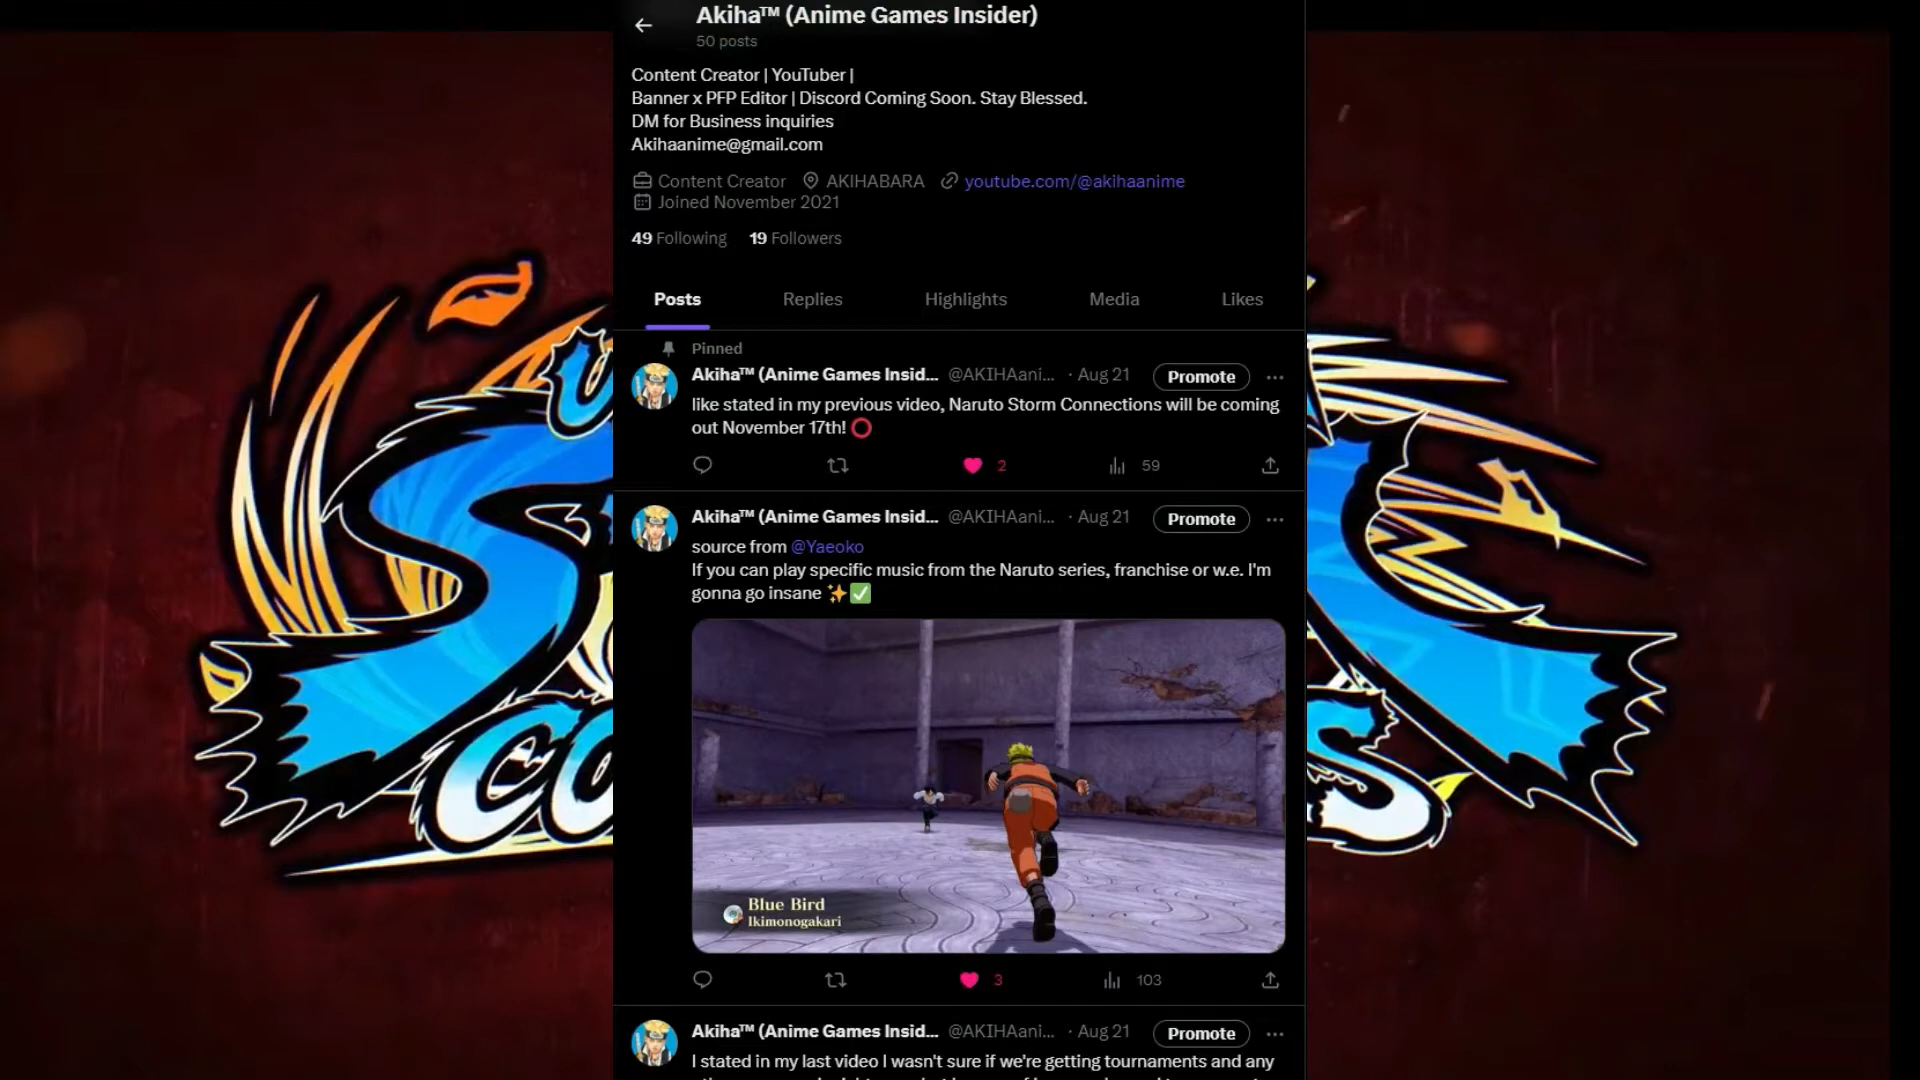 Akiha™ (Anime Games Insider)
50 posts
Content Creator | YouTuber |
Banner x PFP Editor | Discord Coming Soon. Stay Blessed.
DM for Business inquiries
Akihaanime@gmail.com
Content Creator AKIHABARA youtube.com/@akihaanime
Joined November 2021
49 Following 19 Followers
Posts Replies Highlights Media Likes
Pinned
Akiha™ (Anime Games Insid... @AKIHAani... · Aug 21 Promote
like stated in my previous video, Naruto Storm Connections will be coming
out November 17th! ⭕
2 59
Akiha™ (Anime Games Insid... @AKIHAani... · Aug 21 Promote
source from @Yaeoko
If you can play specific music from the Naruto series, franchise or w.e. I'm
gonna go insane ✨✅
Blue Bird
Ikimonogakari
3 103
Akiha™ (Anime Games Insid... @AKIHAani... · Aug 21 Promote
I stated in my last video I wasn't sure if we're getting tournaments and any